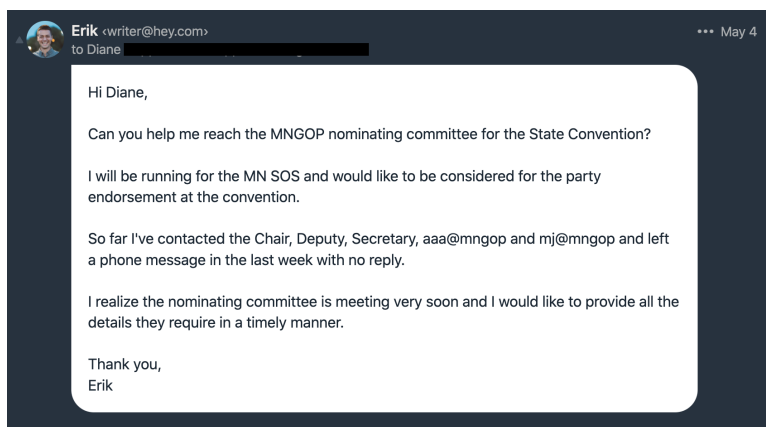 Erik <writer@hey.com>
••• May 4
to Diane
Hi Diane,
Can you help me reach the MNGOP nominating committee for the State Convention?
I will be running for the MN SOS and would like to be considered for the party
endorsement at the convention.
So far I've contacted the Chair, Deputy, Secretary, aaa@mngop and mj@mngop and left
a phone message in the last week with no reply.
I realize the nominating committee is meeting very soon and I would like to provide all the
details they require in a timely manner.
Thank you,
Erik